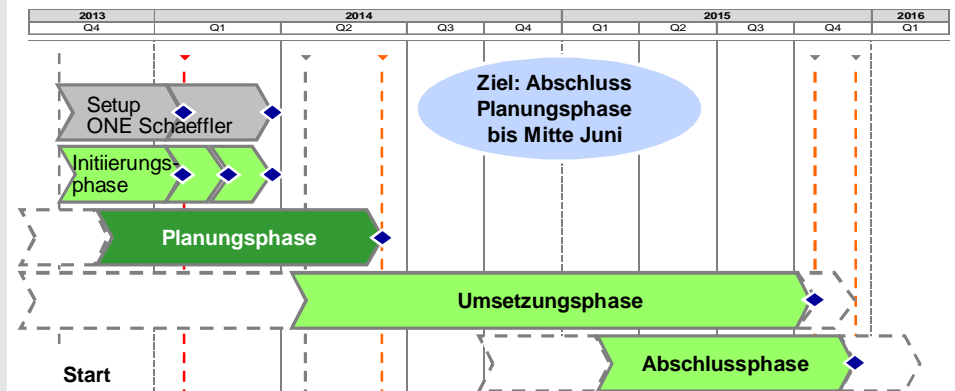 2013 2014 2015 2016
Q4 Q1 Q2 Q3 Q4 Q1 Q2 Q3 Q4 Q1
Ziel: Abschluss
Planungsphase
bis Mitte Juni
Setup
ONE Schaeffler
Initiierungs-
phase
Planungsphase
Umsetzungsphase
Abschlussphase
Start